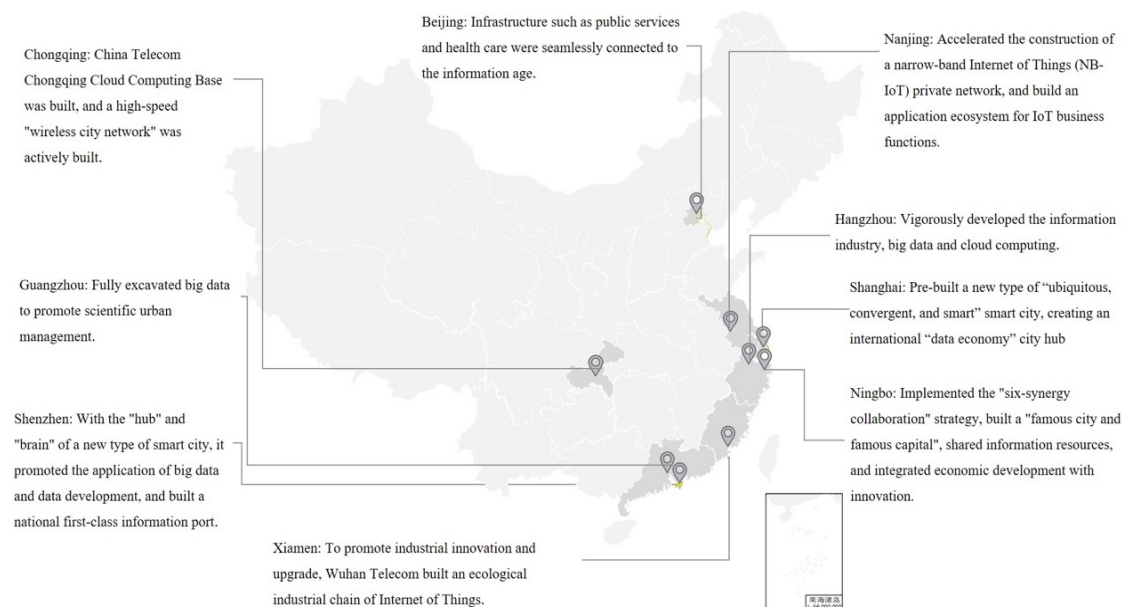 Beijing: Infrastructure such as public services
and health care were seamlessly connected to
the information age.
Chongqing: China Telecom
Chongqing Cloud Computing Base
was built, and a high-speed
"wireless city network" was
actively built.
Nanjing: Accelerated the construction of
a narrow-band Internet of Things (NB-
IoT) private network, and build an
application ecosystem for IoT business
functions.
Hangzhou: Vigorously developed the information
industry, big data and cloud computing.
Guangzhou: Fully excavated big data
to promote scientific urban
management.
Shanghai: Pre-built a new type of “ubiquitous,
convergent, and smart” smart city, creating an
international “data economy” city hub
Ningbo: Implemented the "six-synergy
collaboration" strategy, built a "famous city and
famous capital", shared information resources,
and integrated economic development with
innovation.
Shenzhen: With the "hub" and
"brain" of a new type of smart city, it
promoted the application of big data
and data development, and built a
national first-class information port.
Xiamen: To promote industrial innovation and
upgrade, Wuhan Telecom built an ecological
industrial chain of Internet of Things.
南海诸岛